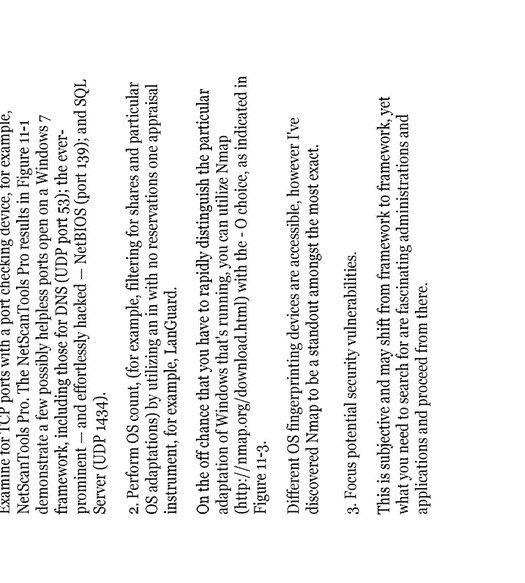 Examine for TCP ports with a port checking device, for example,
NetScanTools Pro. The NetScanTools Pro results in Figure 11-1
demonstrate a few possibly helpless ports open on a Windows 7
framework, including those for DNS (UDP port 53); the ever-
prominent — and effortlessly hacked — NetBIOS (port 139); and SQL
Server (UDP 1434).
2. Perform OS count, (for example, filtering for shares and particular
OS adaptations) by utilizing an in with no reservations one appraisal
instrument, for example, LanGuard.
On the off chance that you have to rapidly distinguish the particular
adaptation of Windows that's running, you can utilize Nmap
(http://nmap.org/download.html) with the - O choice, as indicated in
Figure 11-3.
Different OS fingerprinting devices are accessible, however I've
discovered Nmap to be a standout amongst the most exact.
3. Focus potential security vulnerabilities.
This is subjective and may shift from framework to framework, yet
what you need to search for are fascinating administrations and
applications and proceed from there.